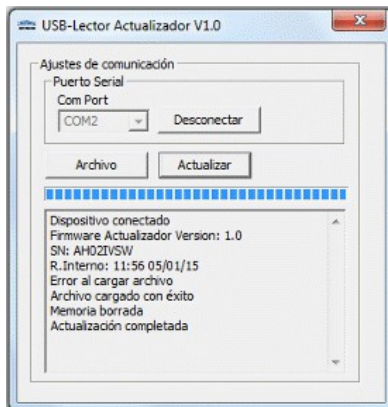 USB-Lector Actualizador V1.0
Ajustes de comunicación
Puerto Serial
Com Port
COM2
Desconectar
Archivo
Actualizar
Dispositivo conectado
Firmware Actualizador Version: 1.0
SN: AH02IVSW
R.Interno: 11:56 05/01/15
Error al cargar archivo
Archivo cargado con éxito
Memoria borrada
Actualización completada